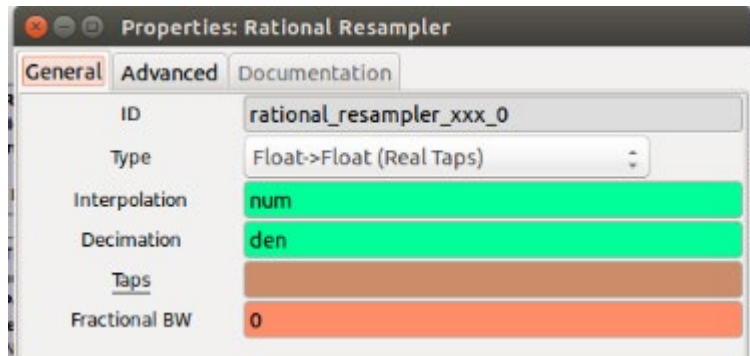 Properties: Rational Resampler
General Advanced Documentation
ID rational_resampler_xxx_0
Type Float->Float (Real Taps)
Interpolation num
Decimation den
Taps
Fractional BW 0